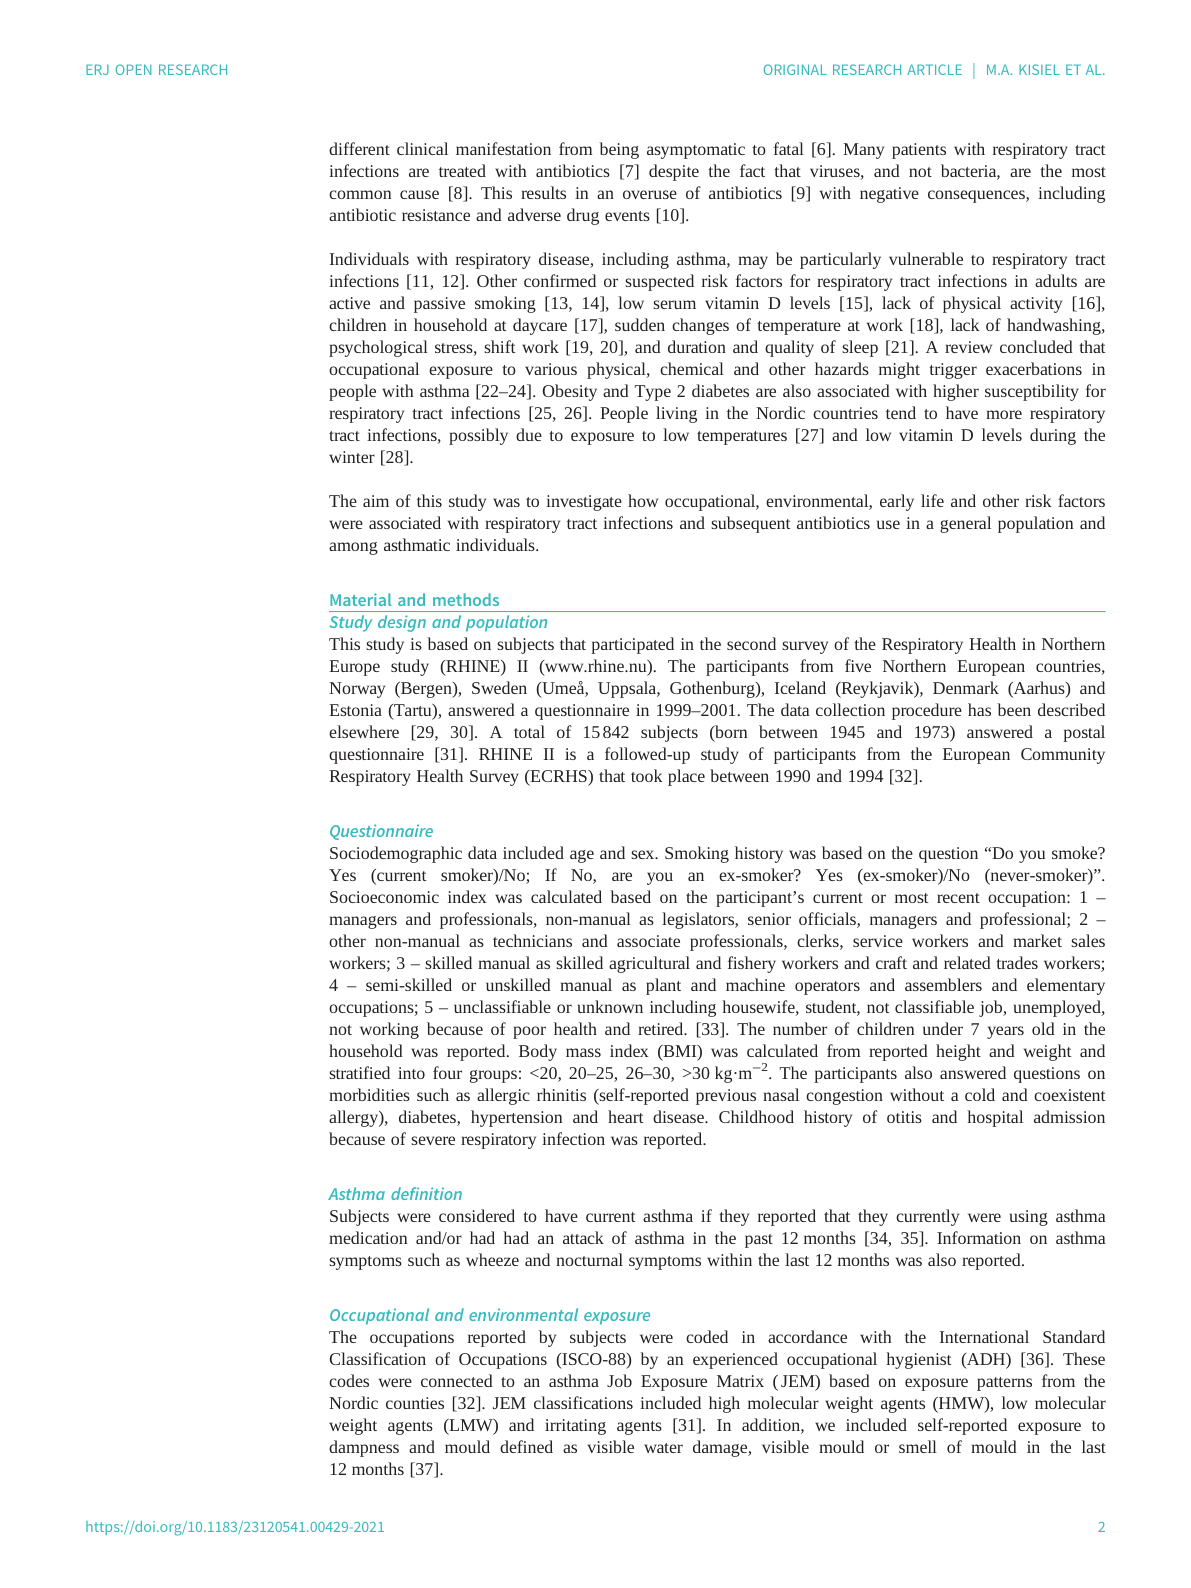 ERJ OPEN RESEARCH
ORIGINAL RESEARCH ARTICLE | M.A. KISIEL ET AL.
different clinical manifestation from being asymptomatic to fatal [6]. Many patients with respiratory tract
infections are treated with antibiotics [7] despite the fact that viruses, and not bacteria, are the most
common cause [8]. This results in an overuse of antibiotics [9] with negative consequences, including
antibiotic resistance and adverse drug events [10].
Individuals with respiratory disease, including asthma, may be particularly vulnerable to respiratory tract
infections [11, 12]. Other confirmed or suspected risk factors for respiratory tract infections in adults are
active and passive smoking [13, 14], low serum vitamin D levels [15], lack of physical activity [16],
children in household at daycare [17], sudden changes of temperature at work [18], lack of handwashing,
psychological stress, shift work [19, 20], and duration and quality of sleep [21]. A review concluded that
occupational exposure to various physical, chemical and other hazards might trigger exacerbations in
people with asthma [22–24]. Obesity and Type 2 diabetes are also associated with higher susceptibility for
respiratory tract infections [25, 26]. People living in the Nordic countries tend to have more respiratory
tract infections, possibly due to exposure to low temperatures [27] and low vitamin D levels during the
winter [28].
The aim of this study was to investigate how occupational, environmental, early life and other risk factors
were associated with respiratory tract infections and subsequent antibiotics use in a general population and
among asthmatic individuals.
Material and methods
Study design and population
This study is based on subjects that participated in the second survey of the Respiratory Health in Northern
Europe study (RHINE) II (www.rhine.nu). The participants from five Northern European countries,
Norway (Bergen), Sweden (Umeå, Uppsala, Gothenburg), Iceland (Reykjavik), Denmark (Aarhus) and
Estonia (Tartu), answered a questionnaire in 1999–2001. The data collection procedure has been described
elsewhere [29, 30]. A total of 15 842 subjects (born between 1945 and 1973) answered a postal
questionnaire [31]. RHINE II is a followed-up study of participants from the European Community
Respiratory Health Survey (ECRHS) that took place between 1990 and 1994 [32].
Questionnaire
Sociodemographic data included age and sex. Smoking history was based on the question “Do you smoke?
Yes (current smoker)/No; If No, are you an ex-smoker? Yes (ex-smoker)/No (never-smoker)”.
Socioeconomic index was calculated based on the participant’s current or most recent occupation: 1 –
managers and professionals, non-manual as legislators, senior officials, managers and professional; 2 –
other non-manual as technicians and associate professionals, clerks, service workers and market sales
workers; 3 – skilled manual as skilled agricultural and fishery workers and craft and related trades workers;
4 – semi-skilled or unskilled manual as plant and machine operators and assemblers and elementary
occupations; 5 – unclassifiable or unknown including housewife, student, not classifiable job, unemployed,
not working because of poor health and retired. [33]. The number of children under 7 years old in the
household was reported. Body mass index (BMI) was calculated from reported height and weight and
stratified into four groups: <20, 20–25, 26–30, >30 kg·m⁻². The participants also answered questions on
morbidities such as allergic rhinitis (self-reported previous nasal congestion without a cold and coexistent
allergy), diabetes, hypertension and heart disease. Childhood history of otitis and hospital admission
because of severe respiratory infection was reported.
Asthma definition
Subjects were considered to have current asthma if they reported that they currently were using asthma
medication and/or had had an attack of asthma in the past 12 months [34, 35]. Information on asthma
symptoms such as wheeze and nocturnal symptoms within the last 12 months was also reported.
Occupational and environmental exposure
The occupations reported by subjects were coded in accordance with the International Standard
Classification of Occupations (ISCO-88) by an experienced occupational hygienist (ADH) [36]. These
codes were connected to an asthma Job Exposure Matrix (JEM) based on exposure patterns from the
Nordic counties [32]. JEM classifications included high molecular weight agents (HMW), low molecular
weight agents (LMW) and irritating agents [31]. In addition, we included self-reported exposure to
dampness and mould defined as visible water damage, visible mould or smell of mould in the last
12 months [37].
https://doi.org/10.1183/23120541.00429-2021
2